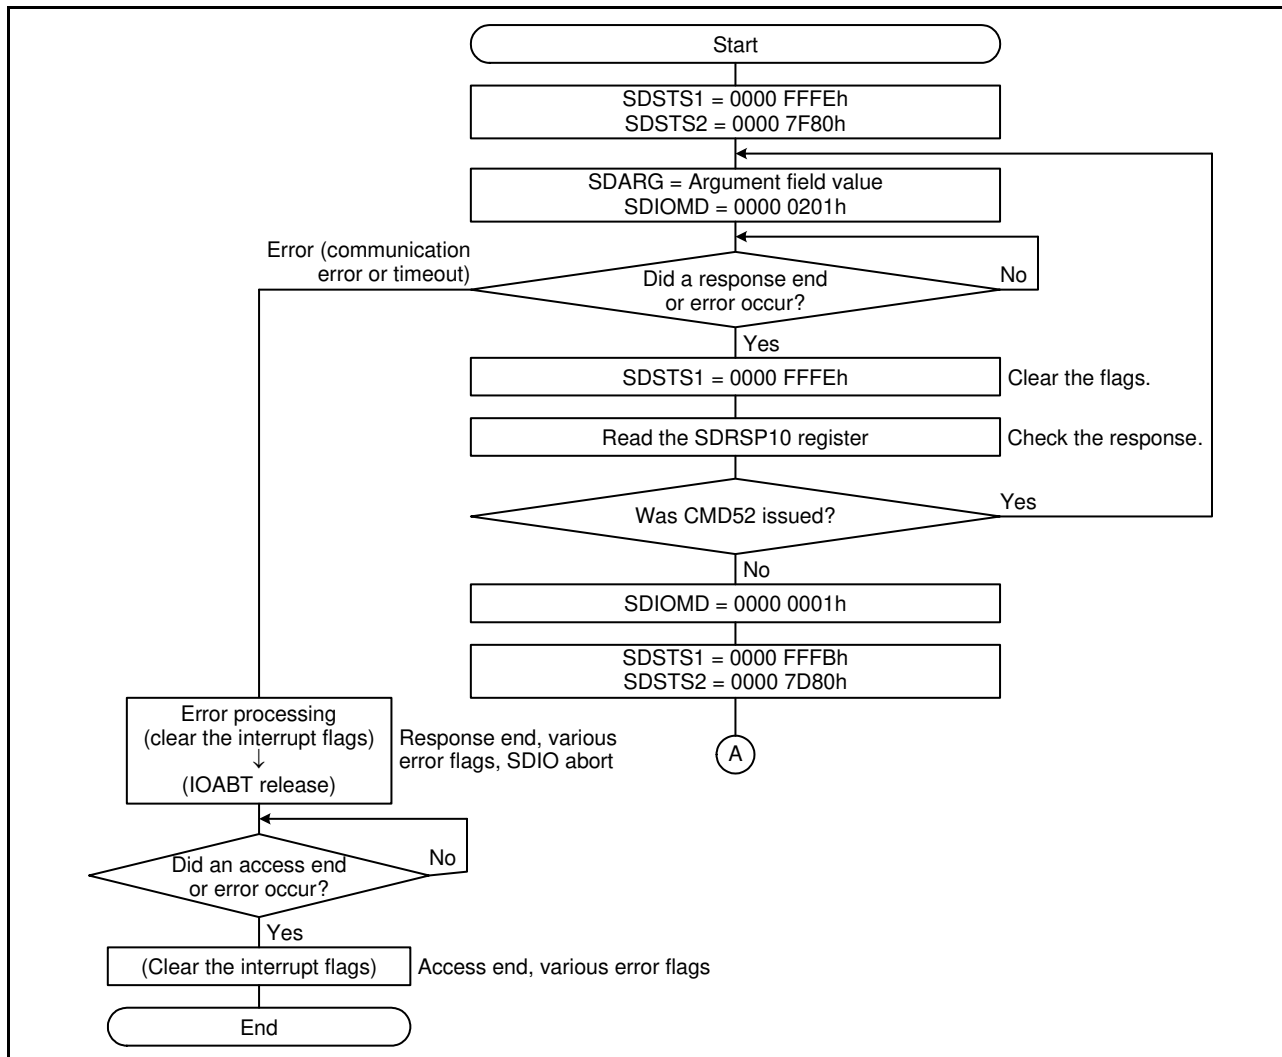 Start
SDSTS1 = 0000 FFFEh
SDSTS2 = 0000 7F80h
SDARG = Argument field value
SDIOMD = 0000 0201h
Error (communication
error or timeout)
Did a response end
or error occur?
No
Yes
SDSTS1 = 0000 FFFEh
Clear the flags.
Read the SDRSP10 register
Check the response.
Was CMD52 issued?
Yes
No
SDIOMD = 0000 0001h
SDSTS1 = 0000 FFFBh
SDSTS2 = 0000 7D80h
A
Error processing
(clear the interrupt flags)
↓
(IOABT release)
Response end, various
error flags, SDIO abort
Did an access end
or error occur?
No
Yes
(Clear the interrupt flags)
Access end, various error flags
End